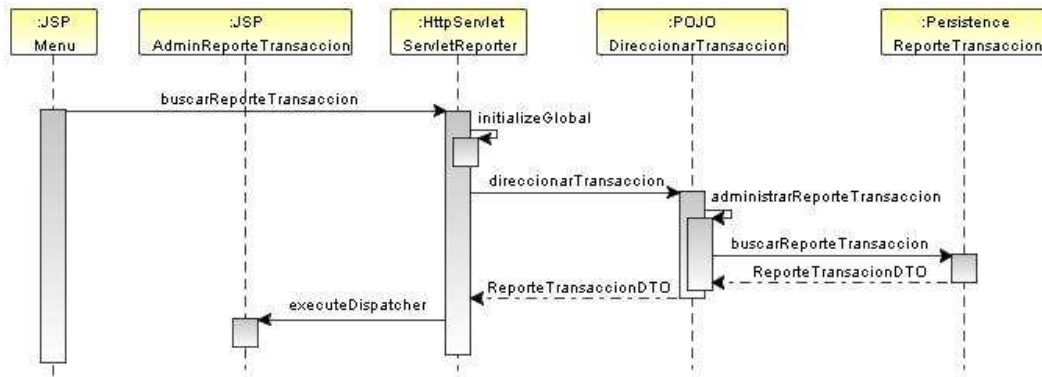 :JSP
Menu
:JSP
AdminReporteTransaccion
:HttpServlet
ServletReporter
:POJO
DireccionarTransaccion
:Persistence
ReporteTransaccion
buscarReporteTransaccion
initializeGlobal
direccionarTransaccion
administrarReporteTransaccion
buscarReporteTransaccion
ReporteTransacionDTO
ReporteTransaccionDTO
executeDispatcher